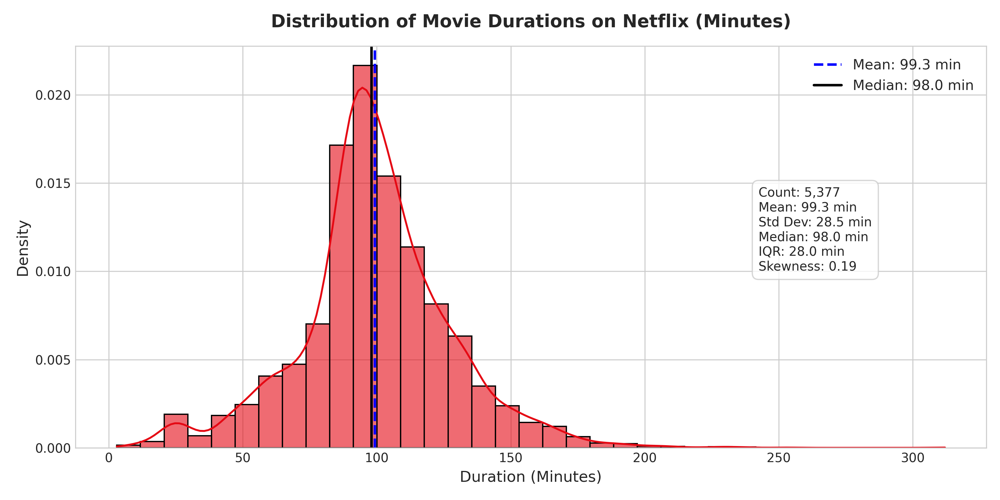 Distribution of Movie Durations on Netflix (Minutes)
Mean: 99.3 min
Median: 98.0 min
0.020
0.015
0.010
0.005
0.000
Density
Count: 5,377
Mean: 99.3 min
Std Dev: 28.5 min
Median: 98.0 min
IQR: 28.0 min
Skewness: 0.19
0 50 100 150 200 250 300
Duration (Minutes)